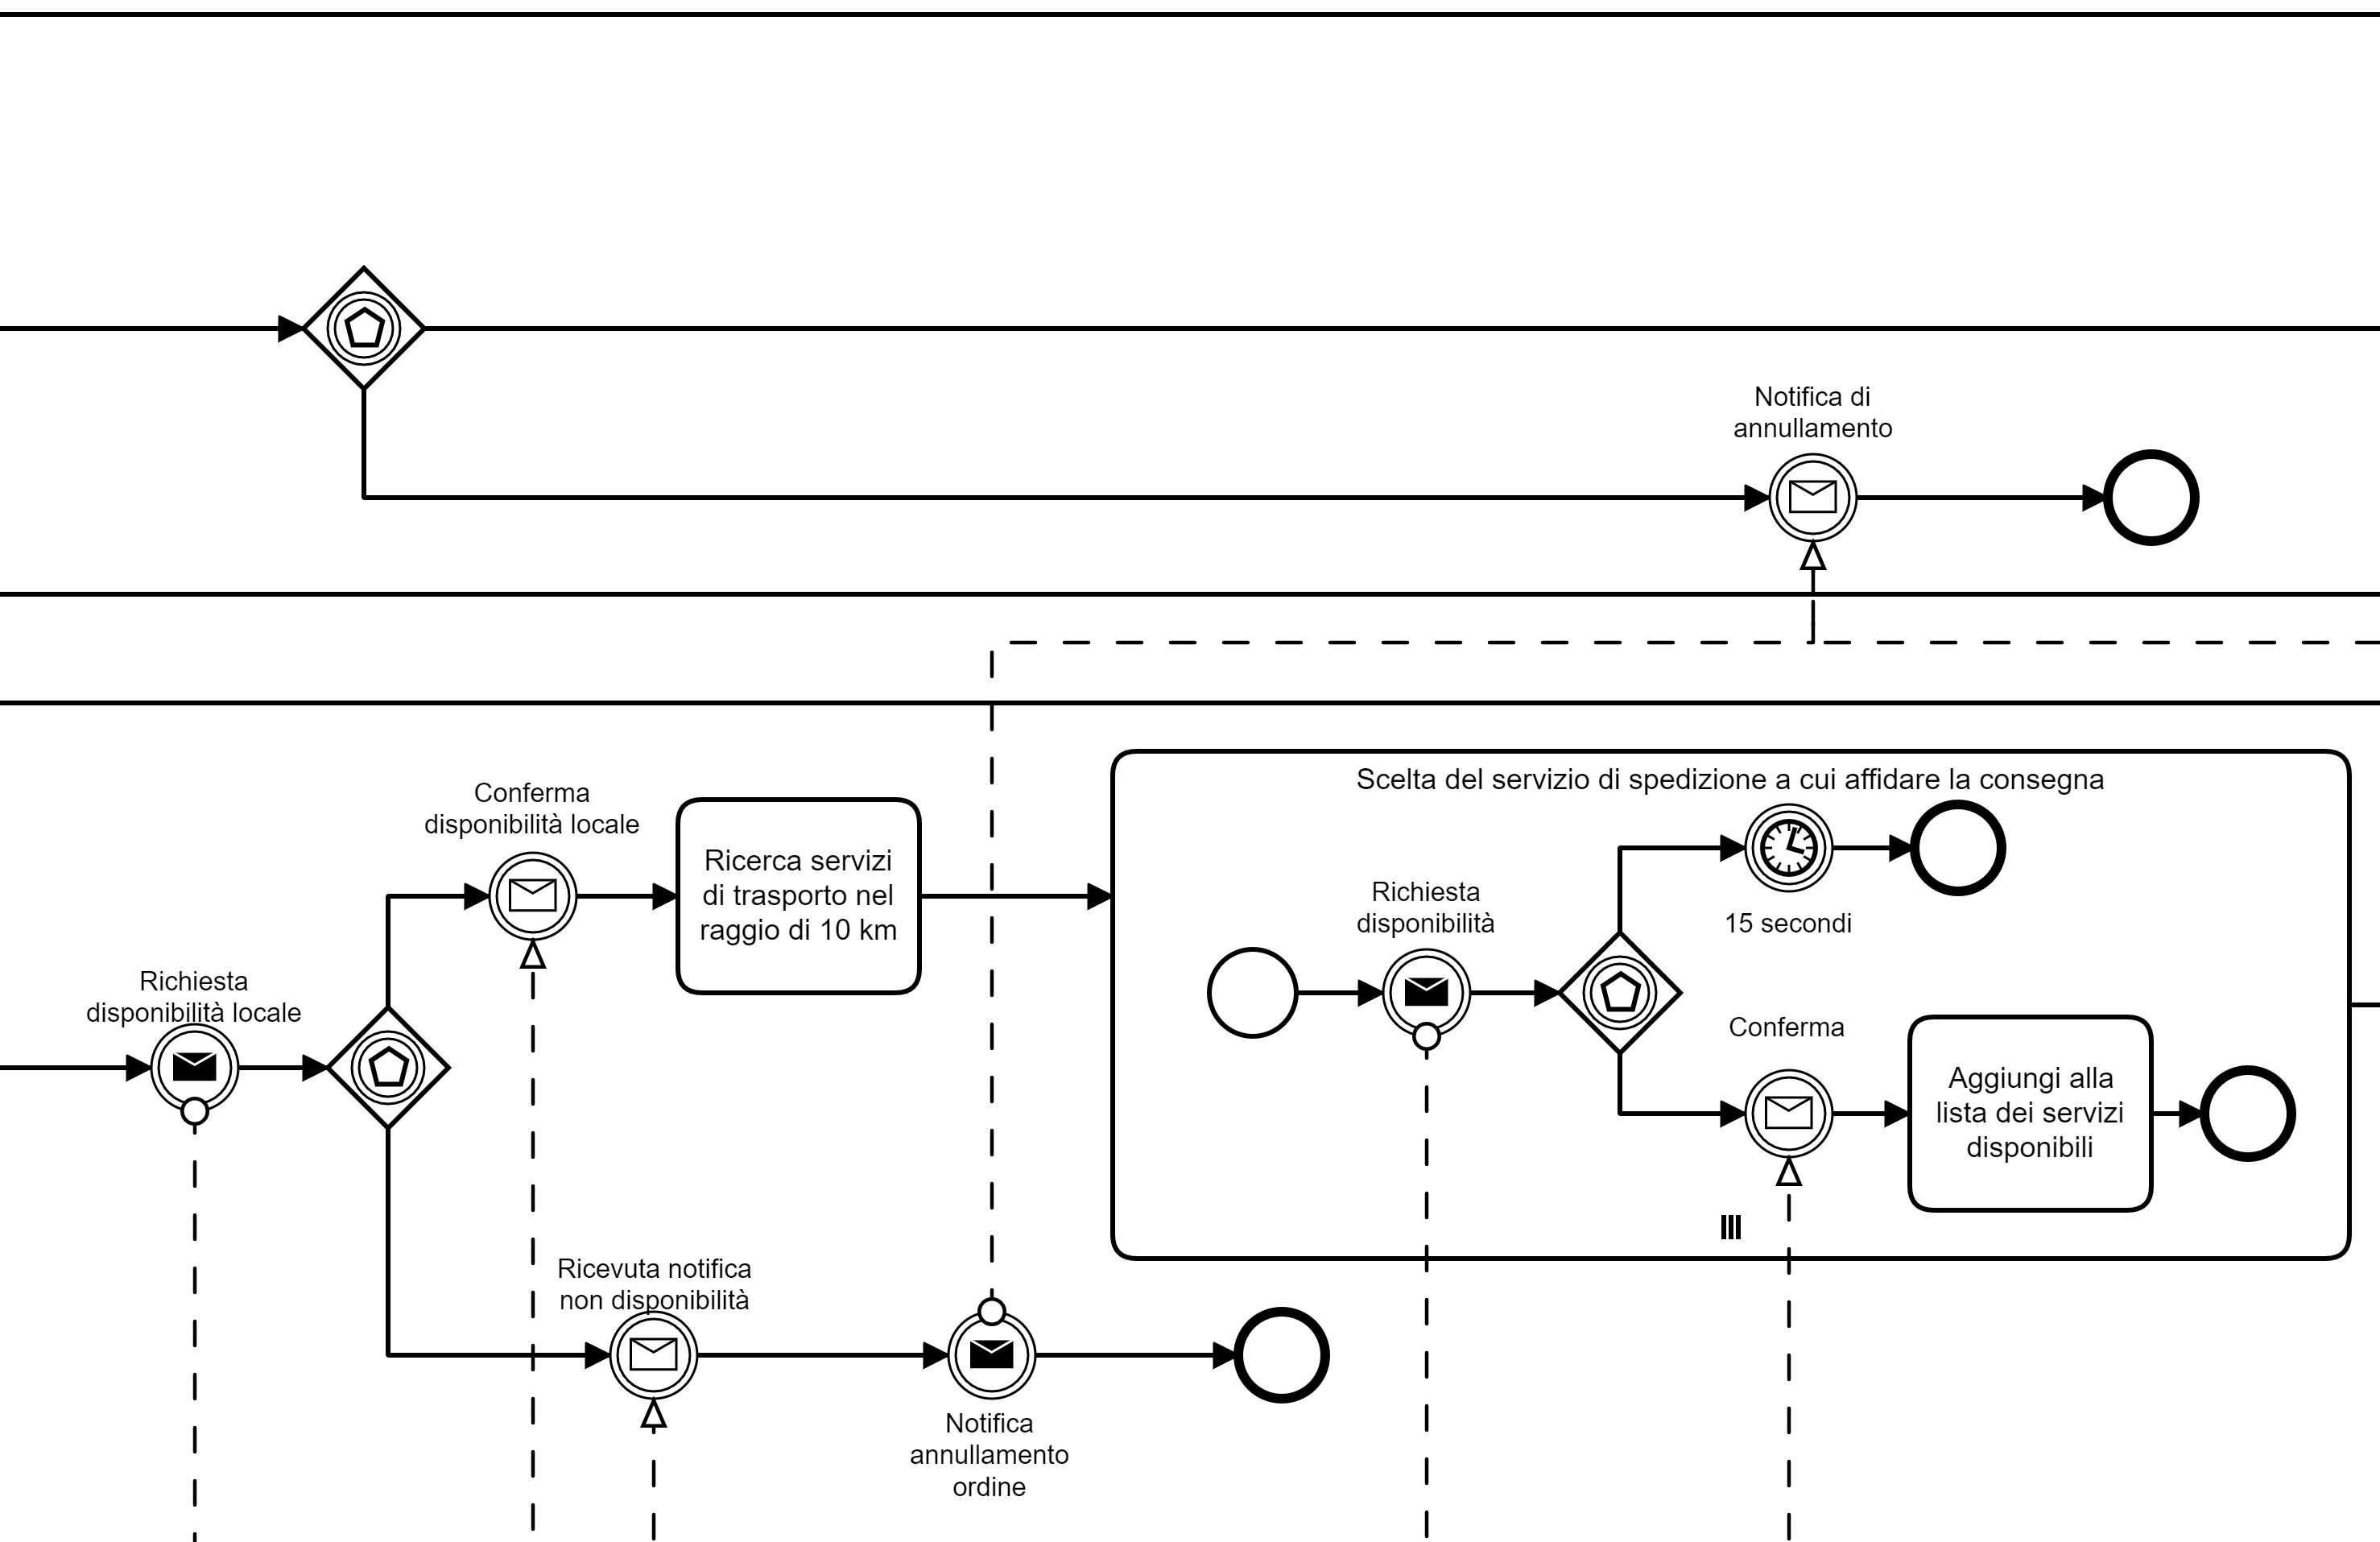 Notifica di
annullamento
Scelta del servizio di spedizione a cui affidare la consegna
Conferma
disponibilità locale
Ricerca servizi
di trasporto nel
raggio di 10 km
Richiesta
disponibilità
15 secondi
Richiesta
disponibilità locale
Conferma
Aggiungi alla
lista dei servizi
disponibili
Ricevuta notifica
non disponibilità
Notifica
annullamento
ordine